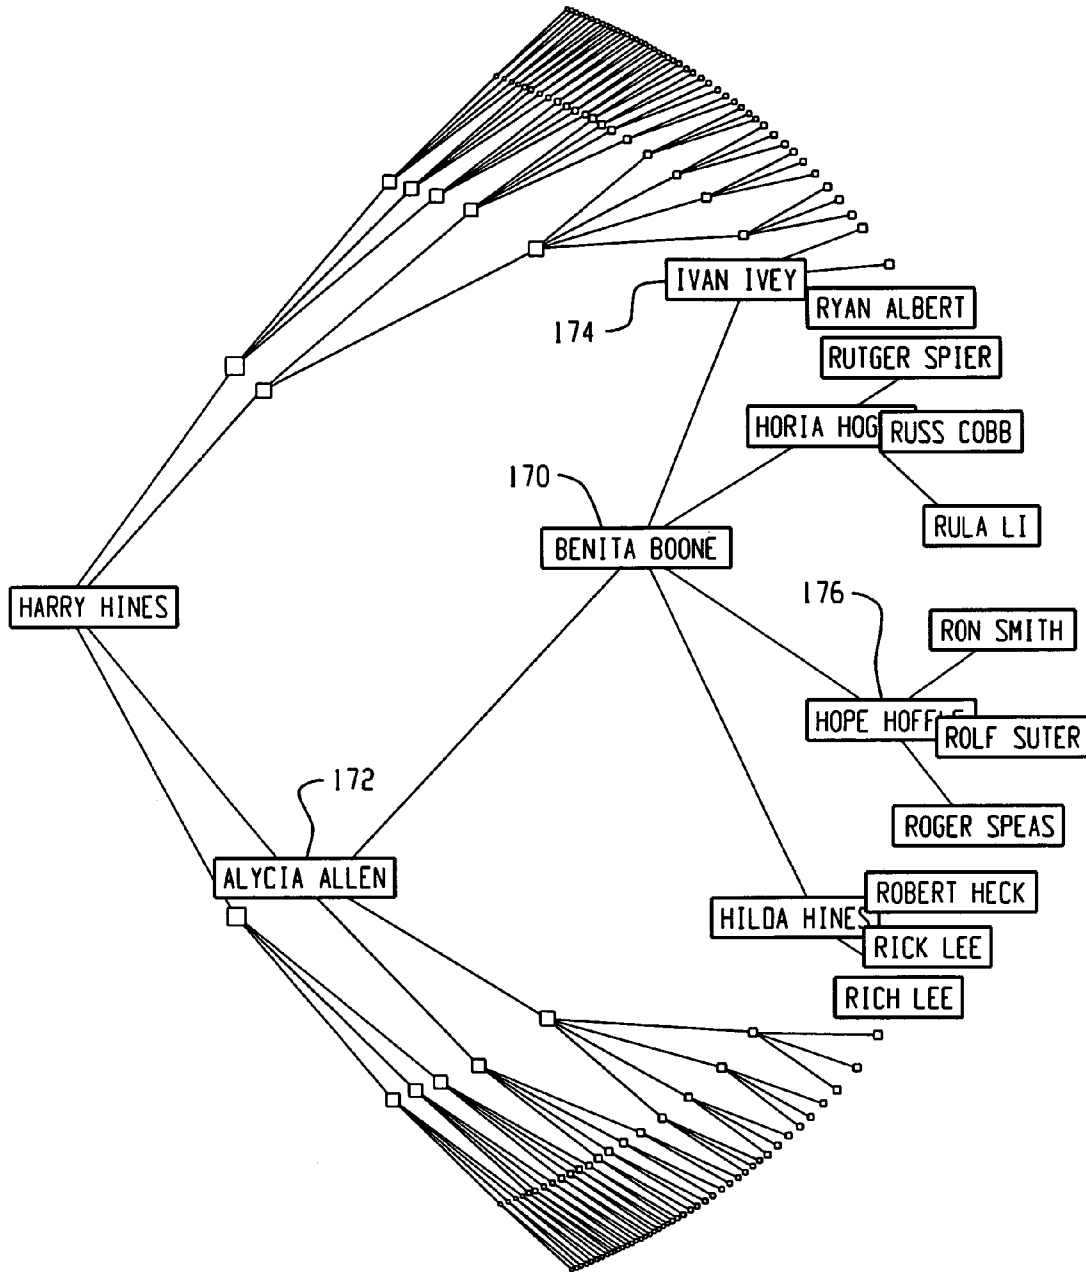 IVAN IVEY
174
RYAN ALBERT
RUTGER SPIER
HORIA HOG
RUSS COBB
170
RULA LI
BENITA BOONE
HARRY HINES
176
RON SMITH
HOPE HOFFLE
ROLF SUTER
172
ROGER SPEAS
ALYCIA ALLEN
ROBERT HECK
HILDA HINES
RICK LEE
RICH LEE